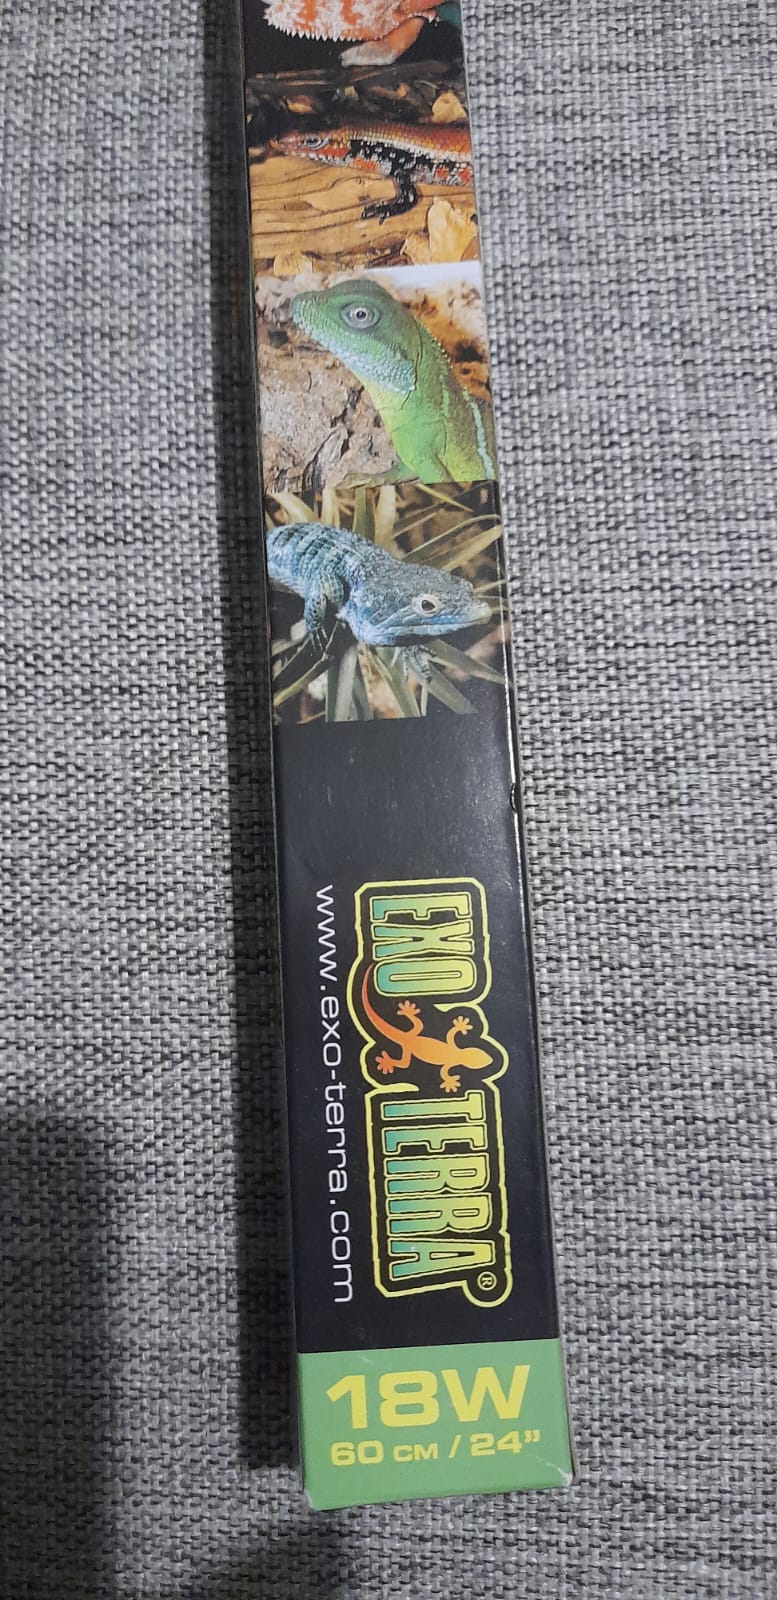 EXO TERRA®
www.exo-terra.com
18W
60 CM / 24”